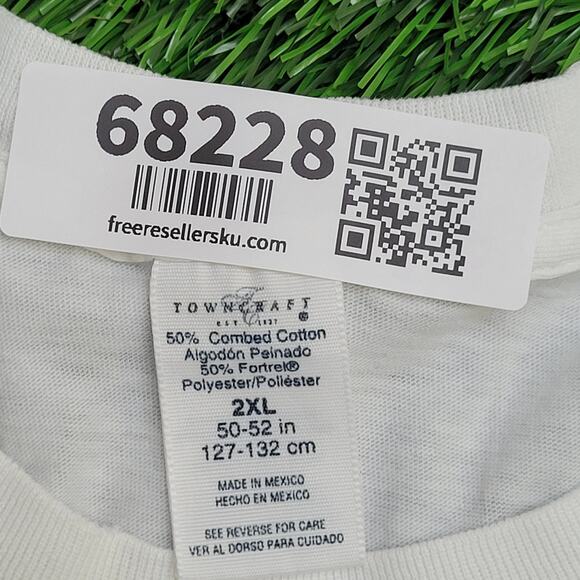 68228
freeresellersku.com
TOWNCRAFT
EST 1927
®
50% Combed Cotton
Algodón Peinado
50% Fortrel®
Polyester/Poliéster
2XL
50-52 in
127-132 cm
MADE IN MEXICO
HECHO EN MEXICO
SEE REVERSE FOR CARE
VER AL DORSO PARA CUIDADO